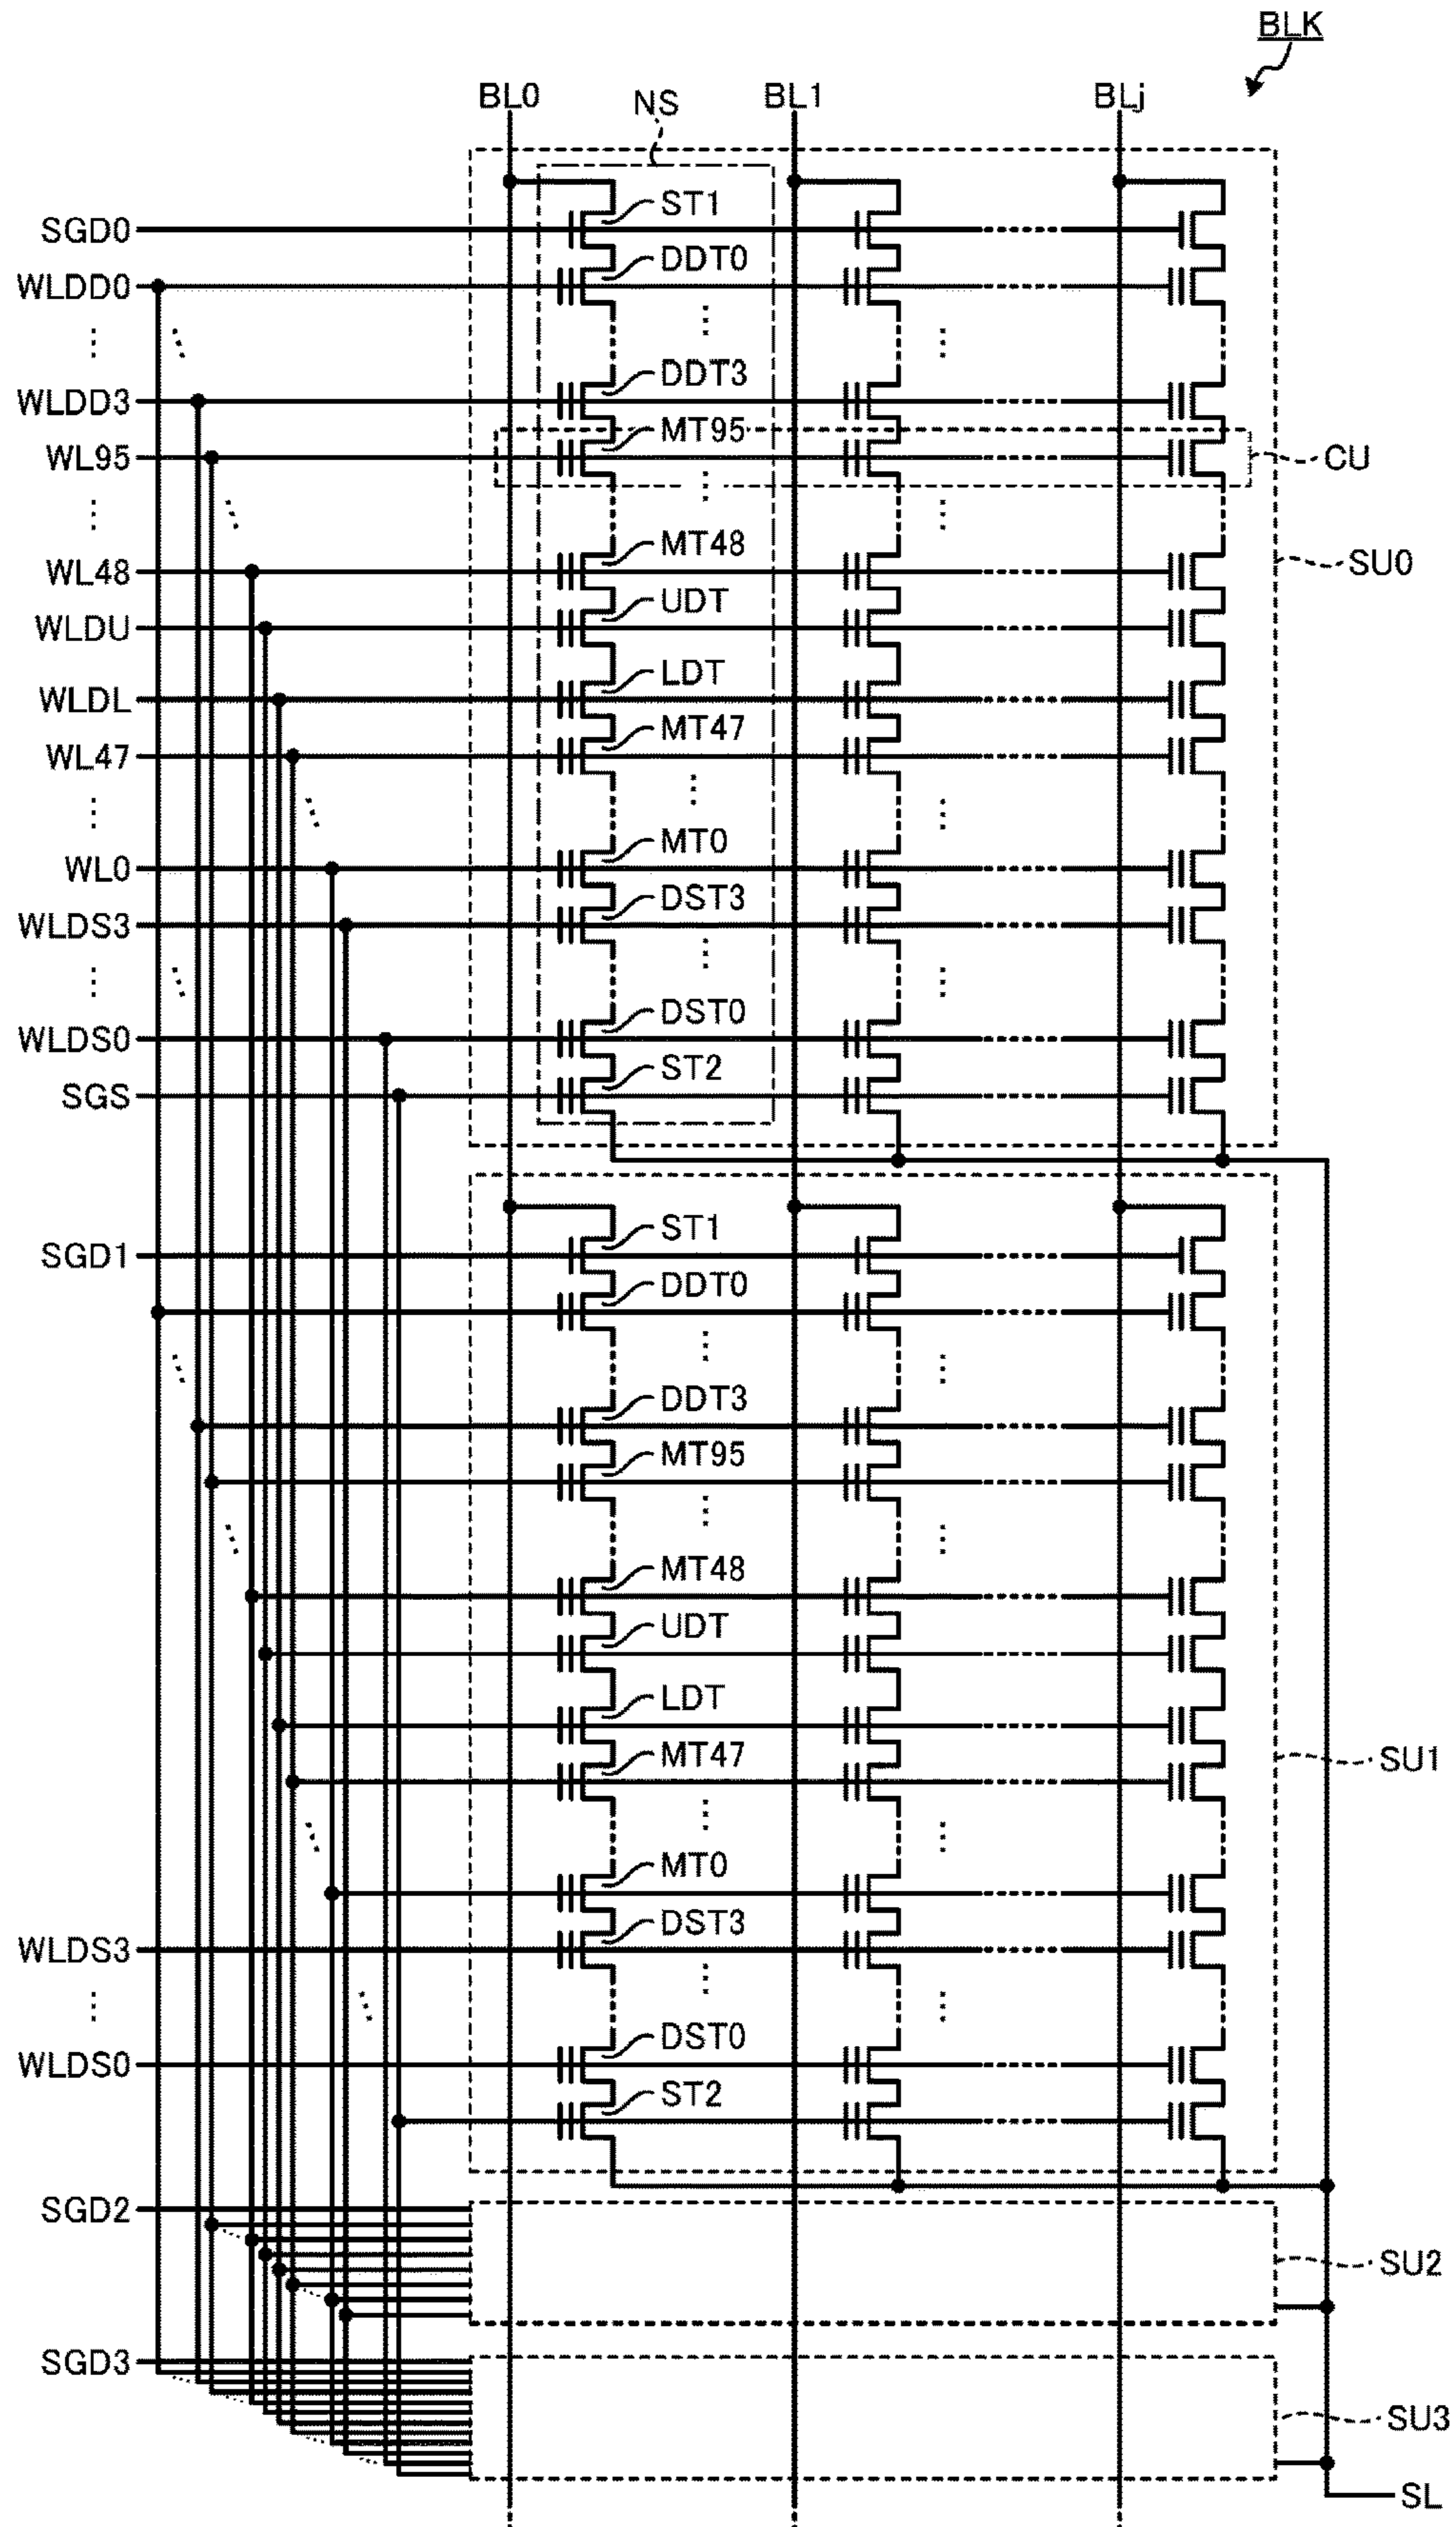 BLK
BL0 NS BL1 BLj
ST1
SGD0
DDT0
WLDD0
DDT3
WLDD3
MT95
WL95 CU
MT48
WL48 SU0
UDT
WLDU
LDT
WLDL
MT47
WL47
MT0
WL0
DST3
WLDS3
DST0
WLDS0
ST2
SGS
ST1
SGD1
DDT0
DDT3
MT95
MT48
UDT
LDT
MT47
SU1
MT0
DST3
WLDS3
DST0
WLDS0
ST2
SGD2
SU2
SGD3
SU3
SL